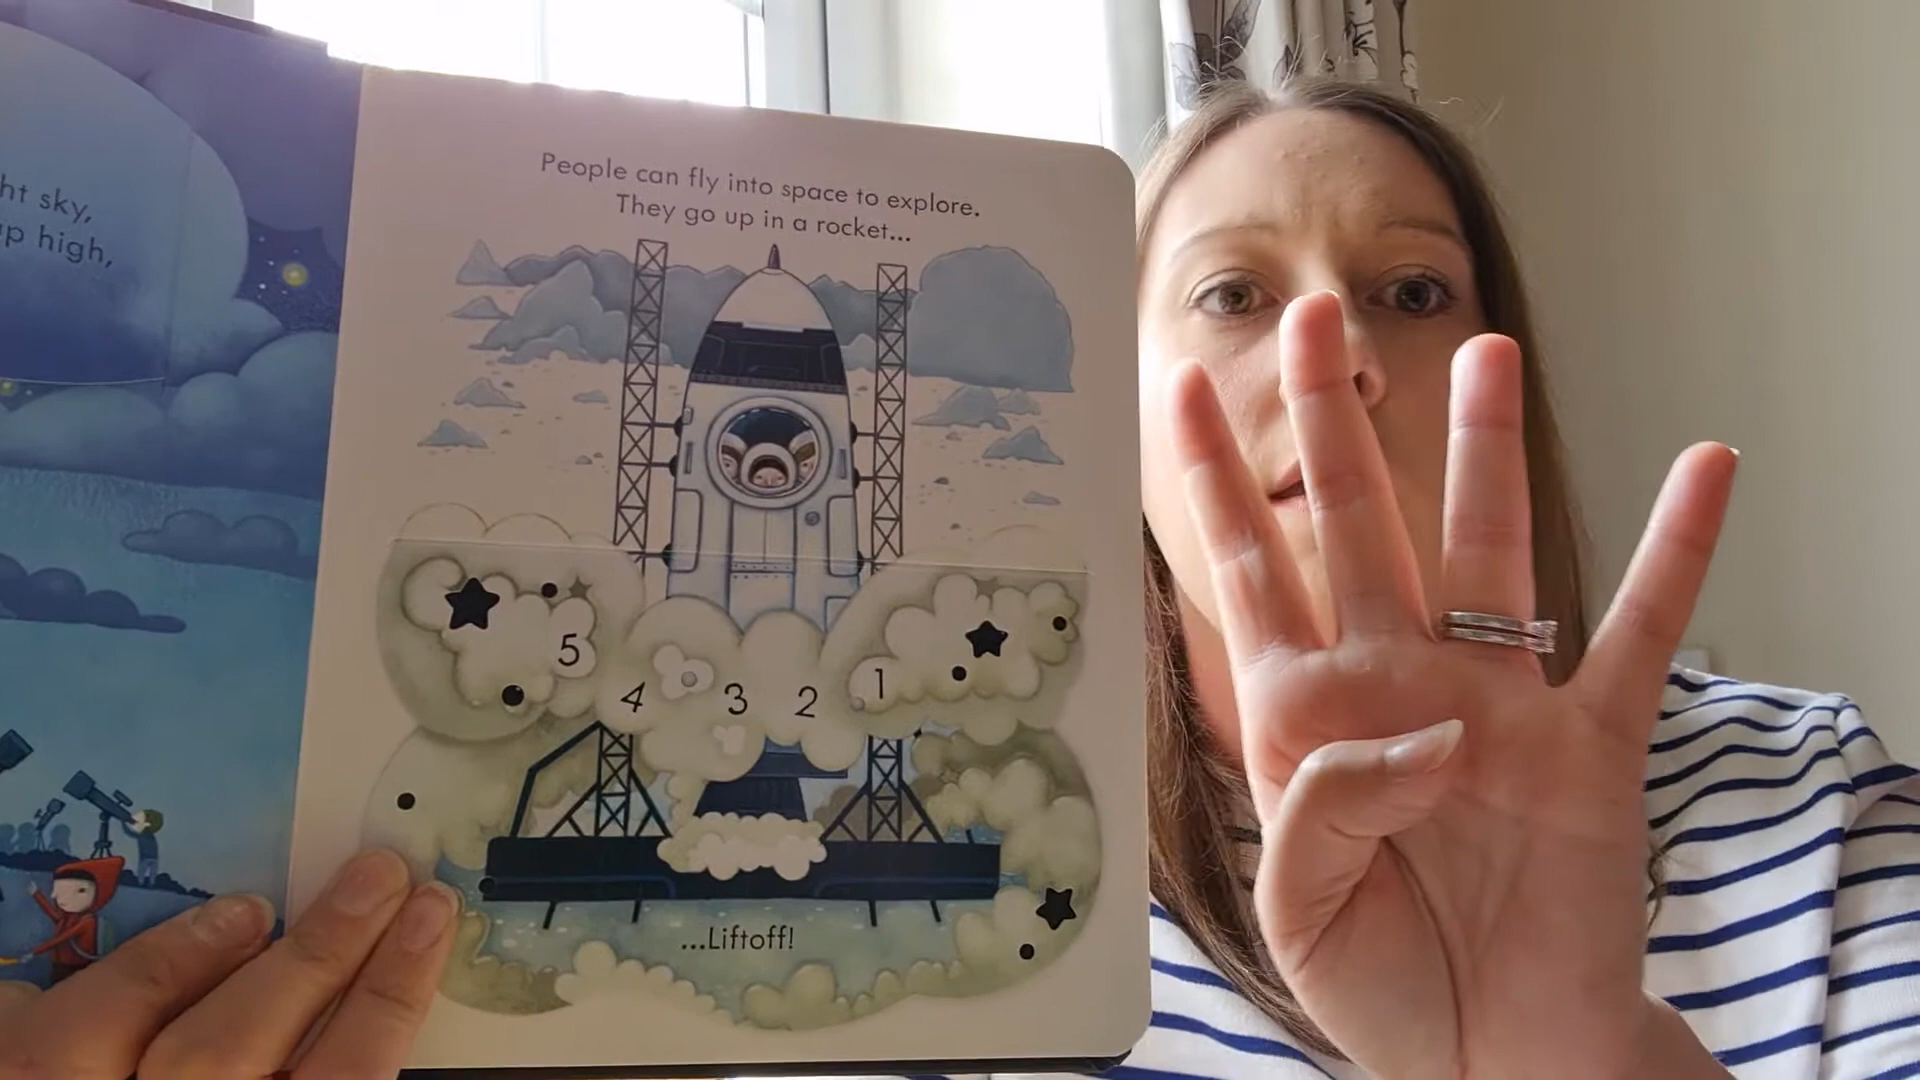 sky,
up high,
People can fly into space to explore.
They go up in a rocket...
5 4 3 2 1
...Liftoff!